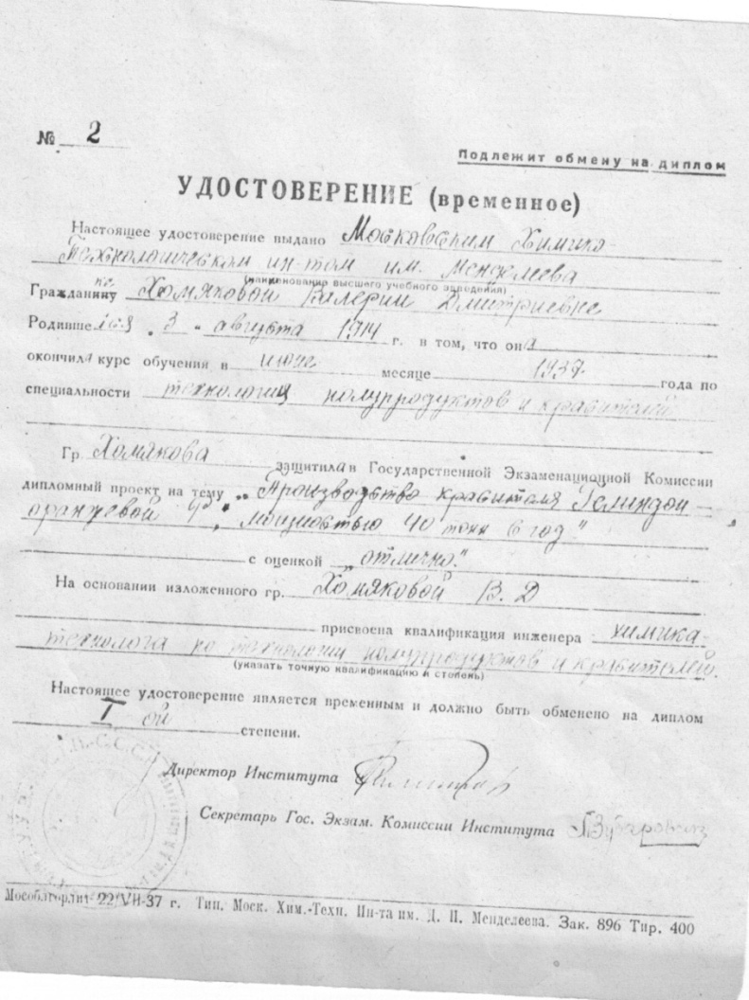 № 2
Подлежит обмену на диплом
УДОСТОВЕРЕНИЕ (временное)
Настоящее удостоверение выдано Московским Химико-
Технологическим ин-том им. Менделеева
(наименование высшего учебного заведения)
Гражданину ке Хомяковой Валерии Дмитриевне
Родившейся „3“ августа 1914 г. в том, что она
окончила курс обучения в июне месяце 1937 года по
специальности технология полупродуктов и красителей
Гр. Хомякова защитила в Государственной Экзаменационной Комиссии
дипломный проект на тему „Производство красителя Гелиндон
оранжевой „Р“, мощностью 40 тонн в год“
с оценкой „отлично“
На основании изложенного гр. Хомяковой В. Д
присвоена квалификация инженера химика-
технолога по технологии полупродуктов и красителей.
(указать точную квалификацию и степень)
Настоящее удостоверение является временным и должно быть обменено на диплом
I-ой степени.
Директор Института
Секретарь Гос. Экзам. Комиссии Института
Мособлгорлит 22/VII-37 г. Тип. Моск. Хим.-Техн. Ин-та им. Д. И. Менделеева. Зак. 896 Тир. 400